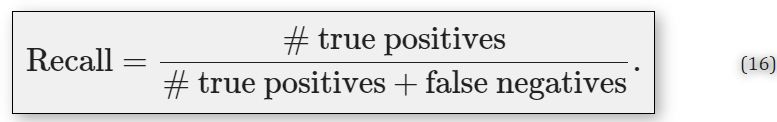 Recall = # true positives / # true positives + false negatives. (16)